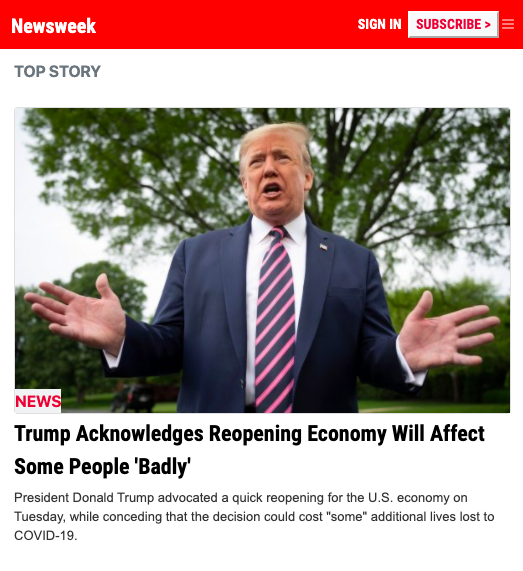 Newsweek
SIGN IN
SUBSCRIBE >
TOP STORY
NEWS
Trump Acknowledges Reopening Economy Will Affect
Some People 'Badly'
President Donald Trump advocated a quick reopening for the U.S. economy on
Tuesday, while conceding that the decision could cost "some" additional lives lost to
COVID-19.